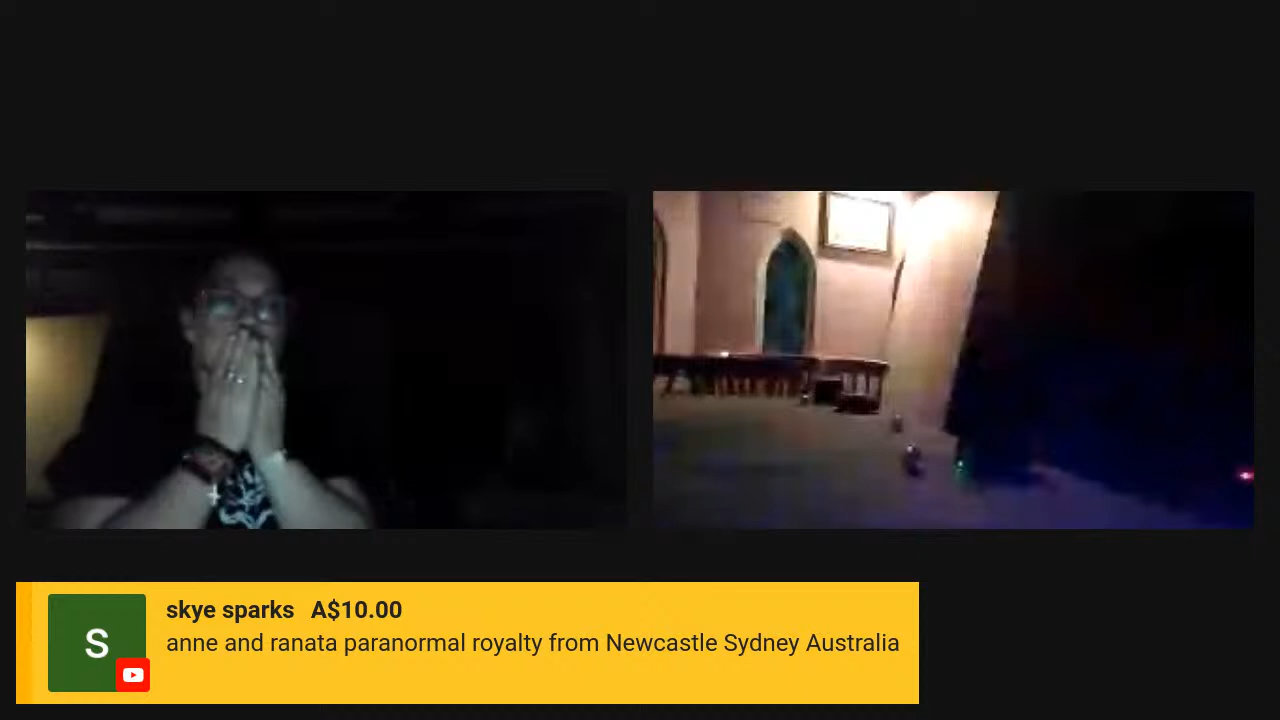 S
skye sparks A$10.00
anne and ranata paranormal royalty from Newcastle Sydney Australia